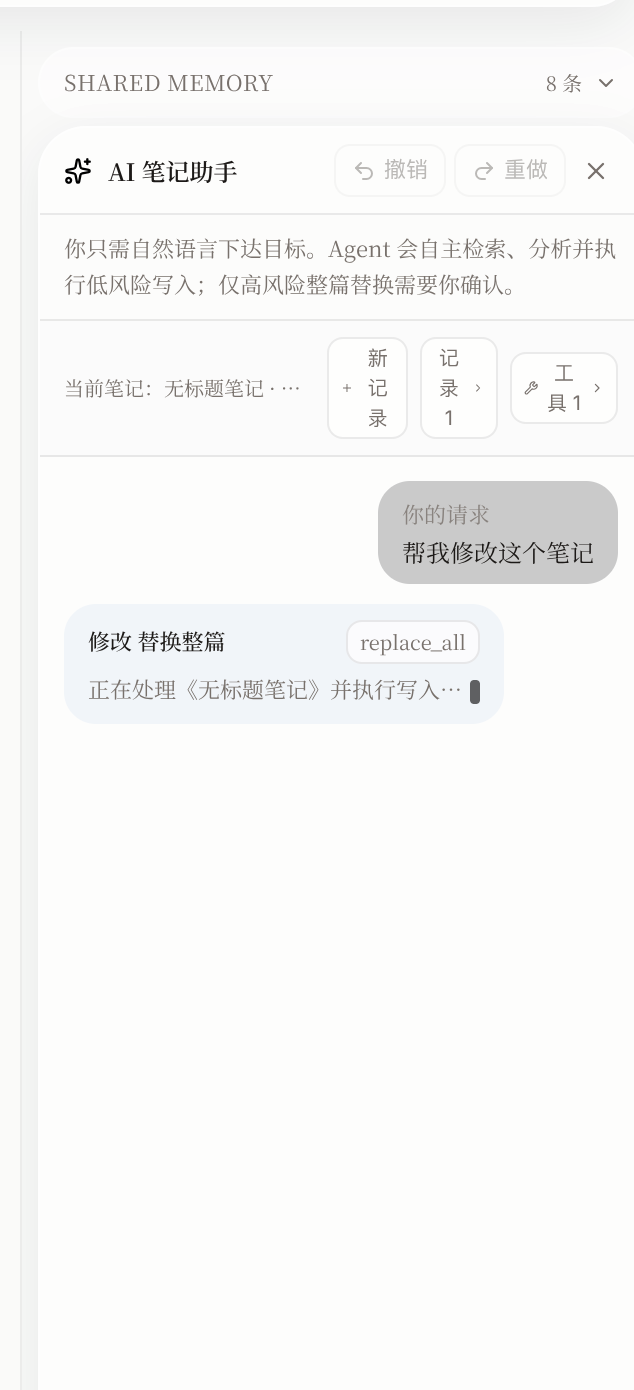 SHARED MEMORY
8 条
AI 笔记助手
撤销
重做
你只需自然语言下达目标。Agent 会自主检索、分析并执
行低风险写入；仅高风险整篇替换需要你确认。
当前笔记：无标题笔记 · …
+ 新记录
记录 1
工具 1
你的请求
帮我修改这个笔记
修改 替换整篇
replace_all
正在处理《无标题笔记》并执行写入…